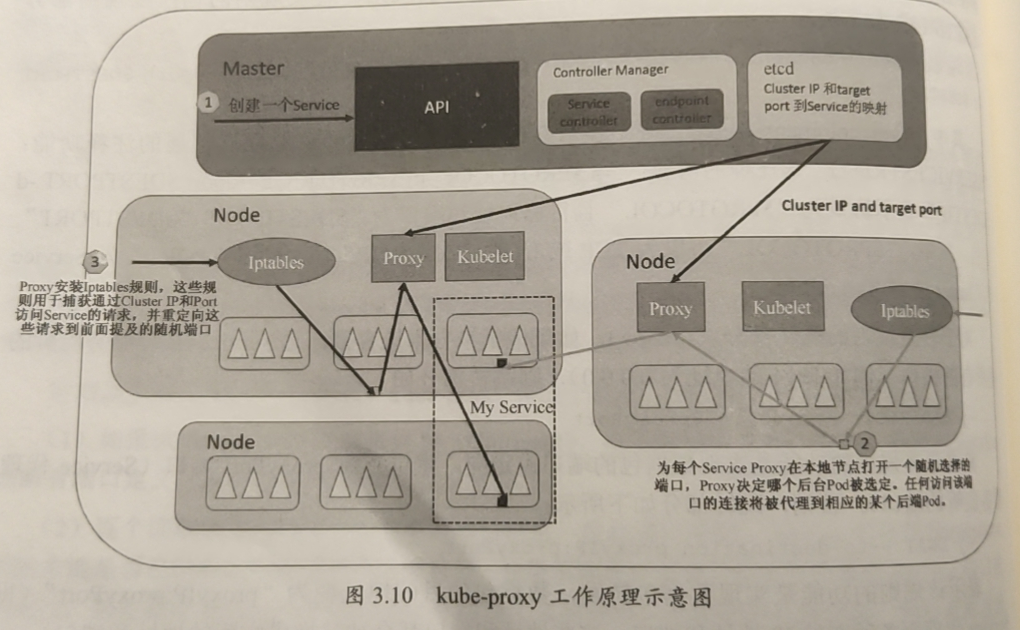 Master
1 创建一个Service
API
Controller Manager
Service controller
endpoint controller
etcd
Cluster IP 和target
port 到Service的映射
Cluster IP and target port
Node
Iptables
Proxy
Kubelet
3
Proxy安装Iptables规则，这些规
则用于捕获通过Cluster IP和Port
访问Service的请求，并重定向这
些请求到前面提及的随机端口
My Service
Node
Node
Proxy
Kubelet
Iptables
2
为每个Service Proxy在本地节点打开一个随机选择的
端口，Proxy决定哪个后台Pod被选定。任何访问该端
口的连接将被代理到相应的某个后端Pod。
图 3.10 kube-proxy 工作原理示意图